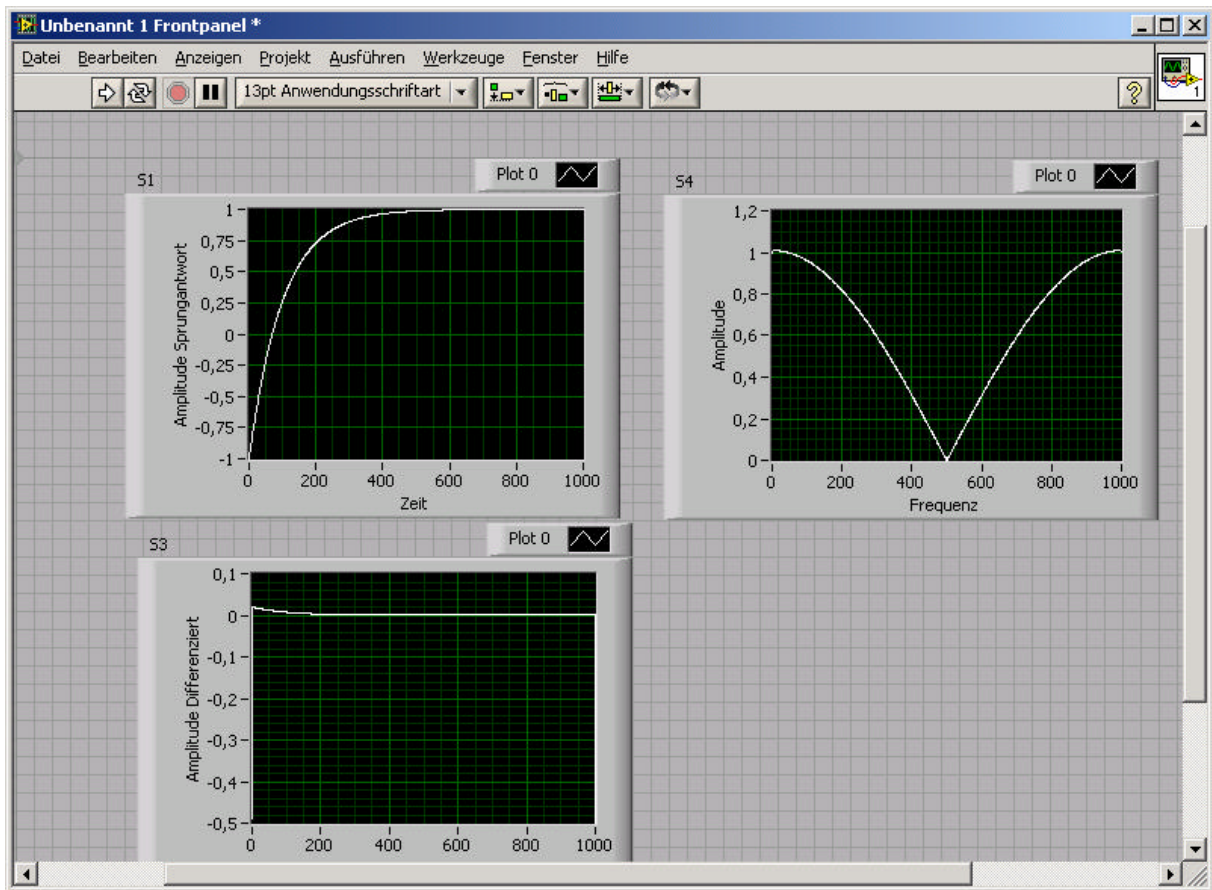 Unbenannt 1 Frontpanel *
Datei Bearbeiten Anzeigen Projekt Ausführen Werkzeuge Fenster Hilfe
13pt Anwendungsschriftart
?
1
S1
Plot 0
Amplitude Sprungantwort
1
0,75
0,5
0,25
0
-0,25
-0,5
-0,75
-1
0 200 400 600 800 1000
Zeit
S4
Plot 0
Amplitude
1,2
1
0,8
0,6
0,4
0,2
0
0 200 400 600 800 1000
Frequenz
S3
Plot 0
Amplitude Differenziert
0,1
0
-0,1
-0,2
-0,3
-0,4
-0,5
0 200 400 600 800 1000